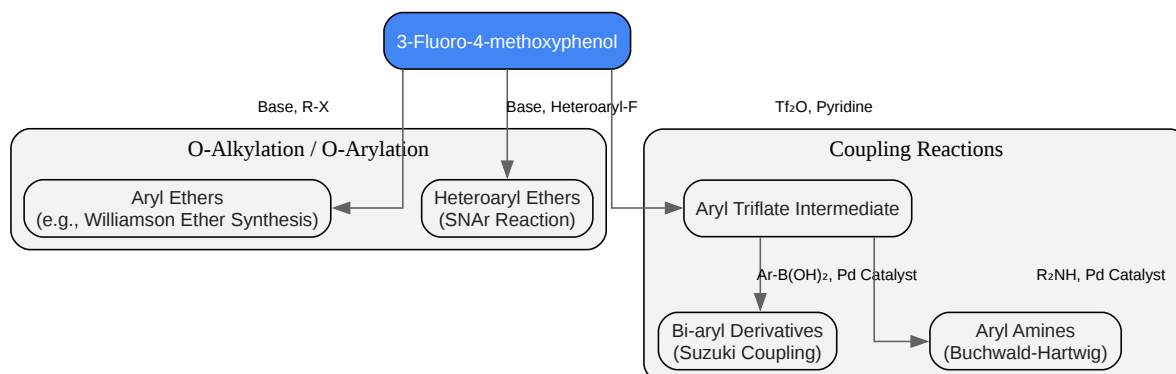 3-Fluoro-4-methoxyphenol
Base, R-X
Base, Heteroaryl-F
Tf₂O, Pyridine
O-Alkylation / O-Arylation
Coupling Reactions
Aryl Ethers
(e.g., Williamson Ether Synthesis)
Heteroaryl Ethers
(SNAr Reaction)
Aryl Triflate Intermediate
Ar-B(OH)₂, Pd Catalyst
R₂NH, Pd Catalyst
Bi-aryl Derivatives
(Suzuki Coupling)
Aryl Amines
(Buchwald-Hartwig)